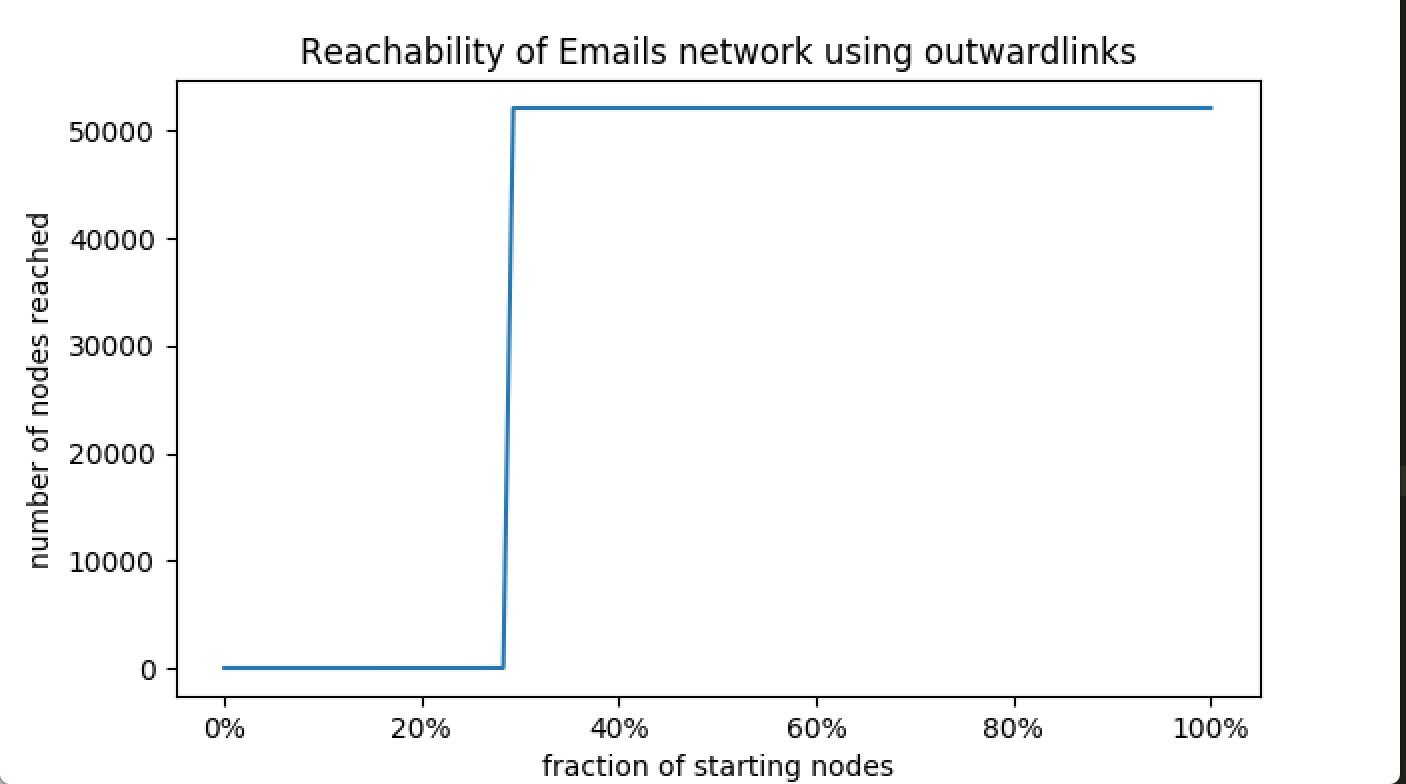 Reachability of Emails network using outwardlinks
50000
40000
30000
20000
10000
0
number of nodes reached
0% 20% 40% 60% 80% 100%
fraction of starting nodes